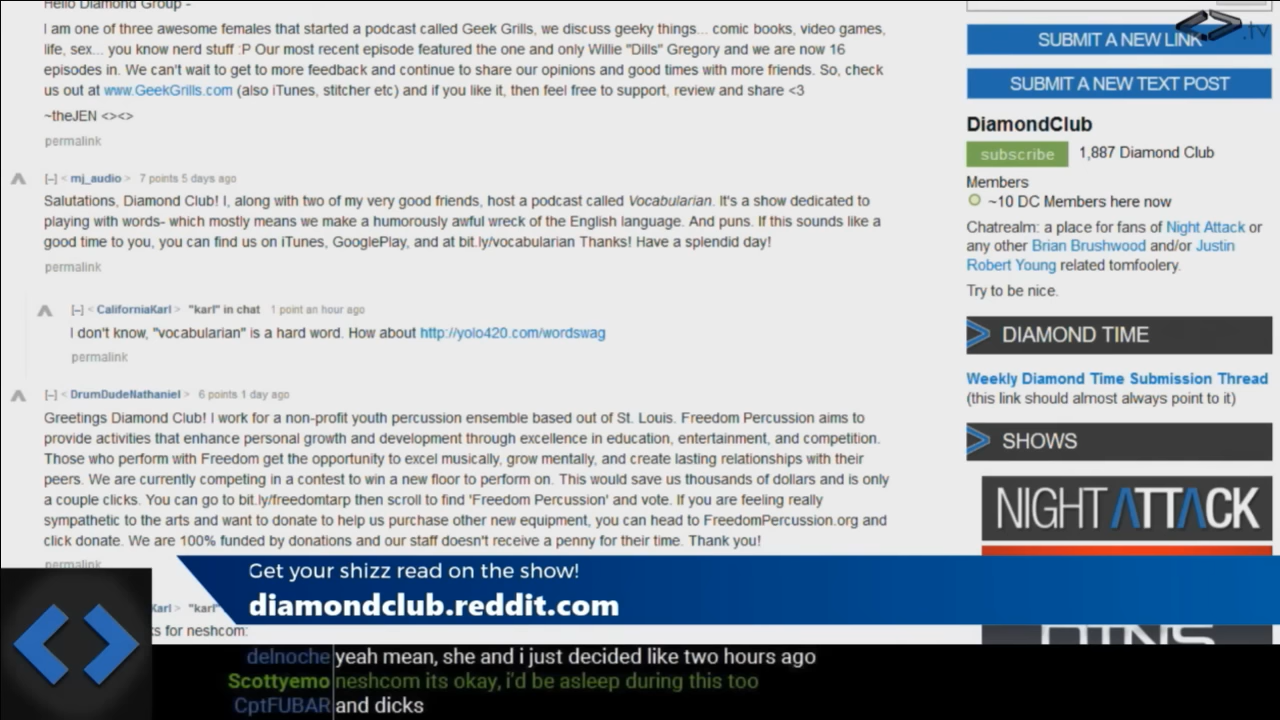 Hello Diamond Group -
I am one of three awesome females that started a podcast called Geek Grills, we discuss geeky things... comic books, video games,
life, sex... you know nerd stuff :P Our most recent episode featured the one and only Willie "Dills" Gregory and we are now 16
episodes in. We can't wait to get to more feedback and continue to share our opinions and good times with more friends. So, check
us out at www.GeekGrills.com (also iTunes, stitcher etc) and if you like it, then feel free to support, review and share <3
~theJEN <><>
permalink
[–] < mj_audio > 7 points 5 days ago
Salutations, Diamond Club! I, along with two of my very good friends, host a podcast called Vocabularian. It's a show dedicated to
playing with words- which mostly means we make a humorously awful wreck of the English language. And puns. If this sounds like a
good time to you, you can find us on iTunes, GooglePlay, and at bit.ly/vocabularian Thanks! Have a splendid day!
permalink
[–] < CaliforniaKarl > "karl" in chat 1 point an hour ago
I don't know, "vocabularian" is a hard word. How about http://yolo420.com/wordswag
permalink
[–] < DrumDudeNathaniel > 6 points 1 day ago
Greetings Diamond Club! I work for a non-profit youth percussion ensemble based out of St. Louis. Freedom Percussion aims to
provide activities that enhance personal growth and development through excellence in education, entertainment, and competition.
Those who perform with Freedom get the opportunity to excel musically, grow mentally, and create lasting relationships with their
peers. We are currently competing in a contest to win a new floor to perform on. This would save us thousands of dollars and is only
a couple clicks. You can go to bit.ly/freedomtarp then scroll to find 'Freedom Percussion' and vote. If you are feeling really
sympathetic to the arts and want to donate to help us purchase other new equipment, you can head to FreedomPercussion.org and
click donate. We are 100% funded by donations and our staff doesn't receive a penny for their time. Thank you!
permalink
Karl > "karl"
s for neshcom:
.tv
SUBMIT A NEW LINK
SUBMIT A NEW TEXT POST
DiamondClub
subscribe 1,887 Diamond Club
Members
~10 DC Members here now
Chatrealm: a place for fans of Night Attack or
any other Brian Brushwood and/or Justin
Robert Young related tomfoolery.
Try to be nice.
DIAMOND TIME
Weekly Diamond Time Submission Thread
(this link should almost always point to it)
SHOWS
NIGHT ATTACK
Get your shizz read on the show!
diamondclub.reddit.com
delnoche yeah mean, she and i just decided like two hours ago
Scottyemo neshcom its okay, i'd be asleep during this too
CptFUBAR and dicks